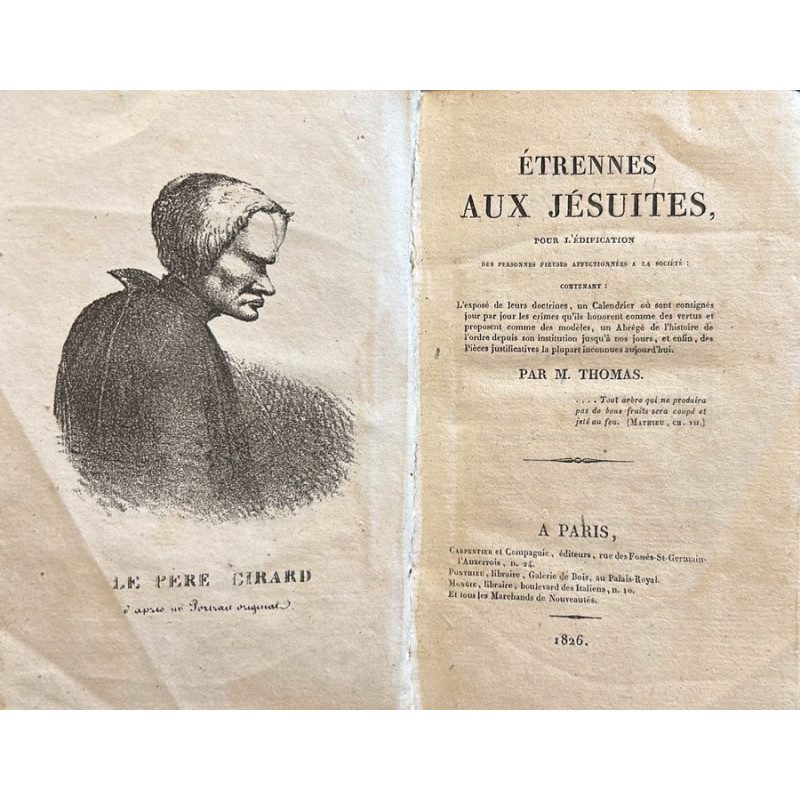 LE PERE GIRARD
d'après un Portrait original
ÉTRENNES
AUX JÉSUITES,
POUR L'ÉDIFICATION
DES PERSONNES PIEUSES AFFECTIONNÉES A LA SOCIÉTÉ ;
CONTENANT :
L'exposé de leurs doctrines, un Calendrier où sont consignés
jour par jour les crimes qu'ils honorent comme des vertus et
proposent comme des modèles, un Abrégé de l'histoire de
l'ordre depuis son institution jusqu'à nos jours, et enfin, des
Pièces justificatives la plupart inconnues aujourd'hui.
PAR M. THOMAS.
.... Tout arbre qui ne produira
pas de bons fruits sera coupé et
jeté au feu. (MATHIEU, CH. VII.)
A PARIS,
CARPENTIER et Compagnie, éditeurs, rue des Fossés-St-Germain-
l'Auxerrois, n. 24.
PONTHIEU, libraire, Galerie de Bois, au Palais-Royal.
MONGIE, libraire, boulevard des Italiens, n. 10.
Et tous les Marchands de Nouveautés.
1826.